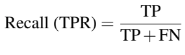 Recall (TPR) = TP / TP + FN